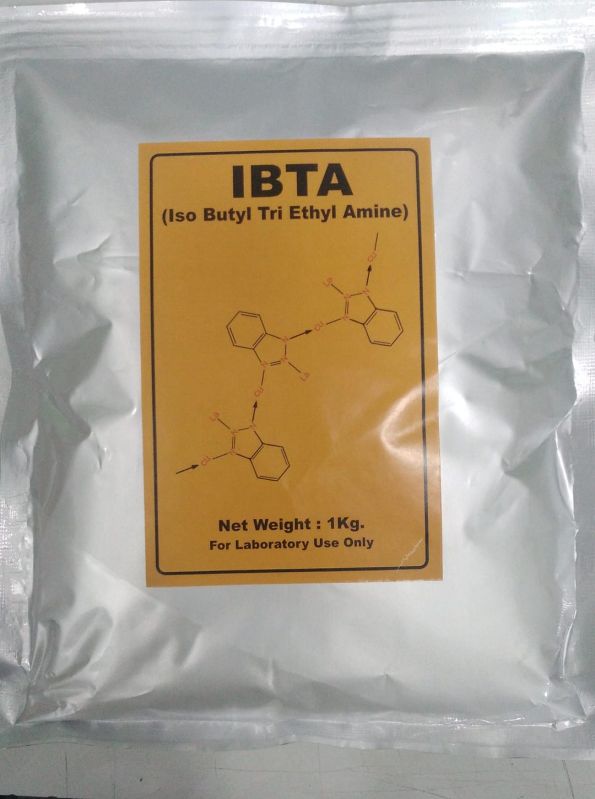 IBTA
(Iso Butyl Tri Ethyl Amine)
Net Weight : 1Kg.
For Laboratory Use Only